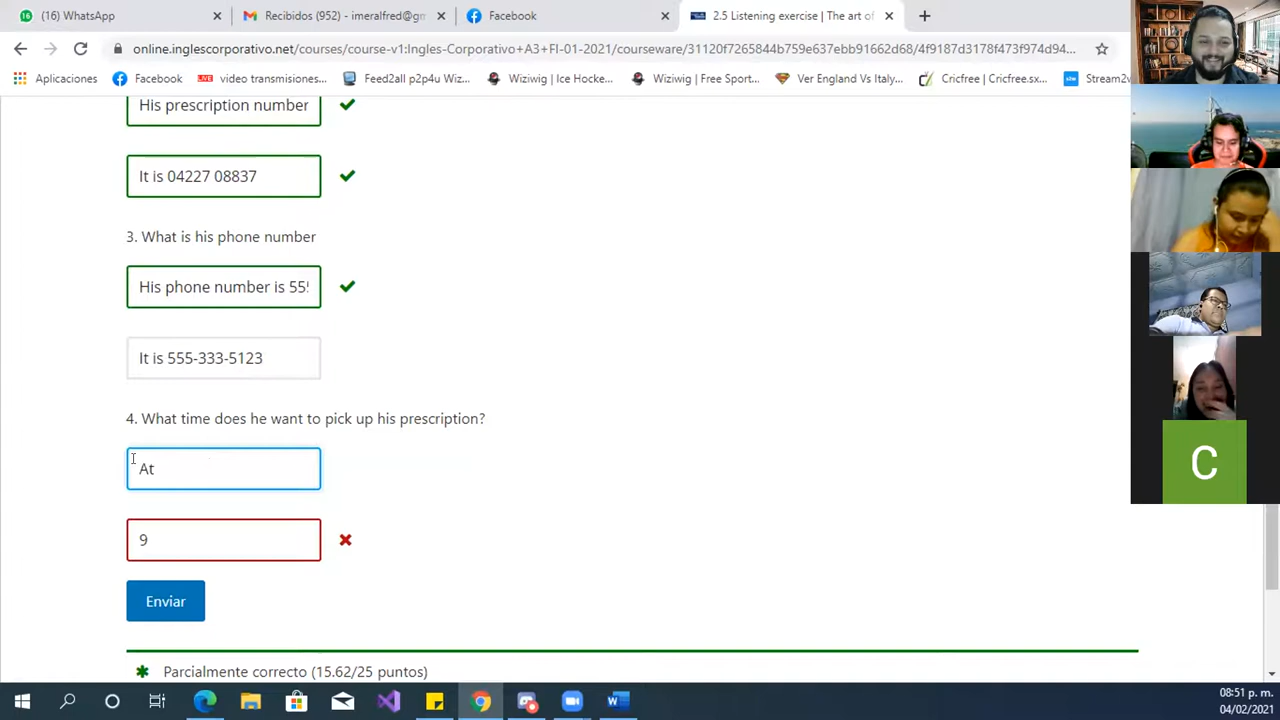 (16) WhatsApp
Recibidos (952) - imeralfred@gm
Facebook
2.5 Listening exercise | The art of
online.inglescorporativo.net/courses/course-v1:Ingles-Corporativo+A3+FI-01-2021/courseware/31120f7265844b759e637ebb91662d68/4f9187d3178f473f974d94...
Aplicaciones
Facebook
LIVE video transmisiones...
Feed2all p2p4u Wiz...
Wiziwig | Ice Hocke...
Wiziwig | Free Sport...
Ver England Vs Italy...
Cricfree | Cricfree.sx...
Stream2v
His prescription number
It is 04227 08837
3. What is his phone number
His phone number is 555
It is 555-333-5123
4. What time does he want to pick up his prescription?
At
9
Enviar
Parcialmente correcto (15.62/25 puntos)
C
08:51 p. m.
04/02/2021